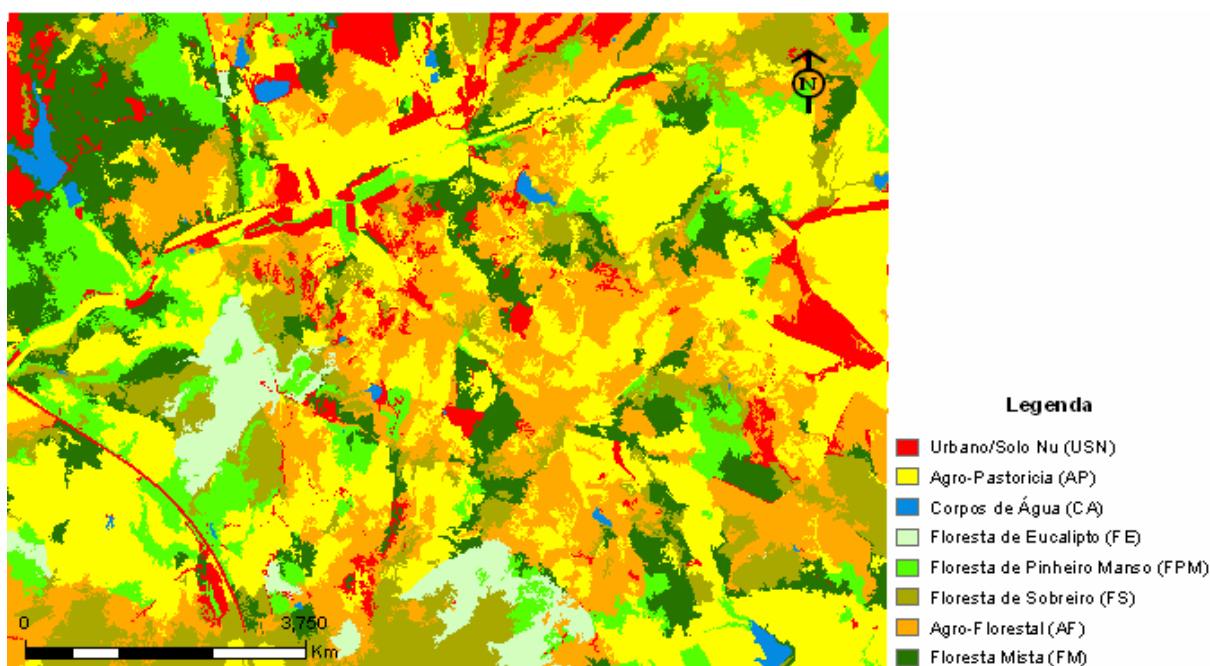 N
Legenda
Urbano/Solo Nu (USN)
Agro-Pastorícia (AP)
Corpos de Água (CA)
Floresta de Eucalipto (FE)
Floresta de Pinheiro Manso (FPM)
Floresta de Sobreiro (FS)
Agro-Florestal (AF)
Floresta Mista (FM)
0 3,750
Km